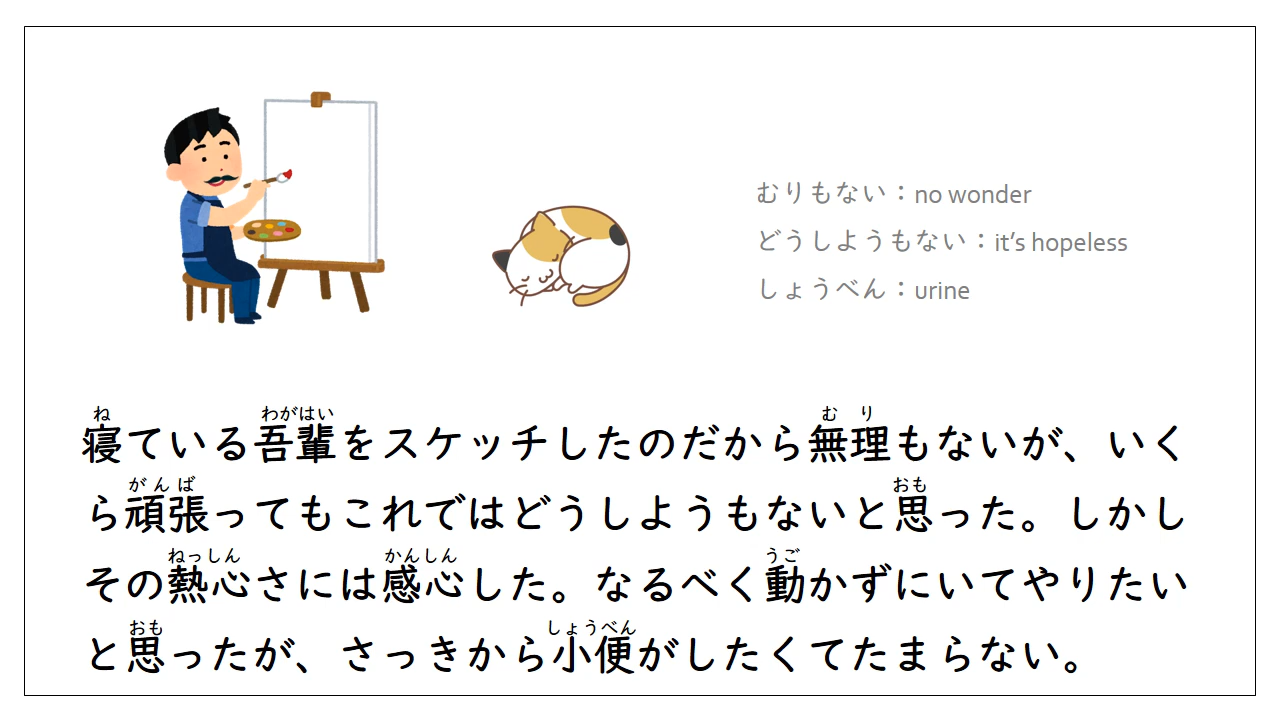 むりもない：no wonder
どうしようもない：it's hopeless
しょうべん：urine
寝ている吾輩をスケッチしたのだから無理もないが、いく
ら頑張ってもこれではどうしようもないと思った。しかし
その熱心さには感心した。なるべく動かずにいてやりたい
と思ったが、さっきから小便がしたくてたまらない。